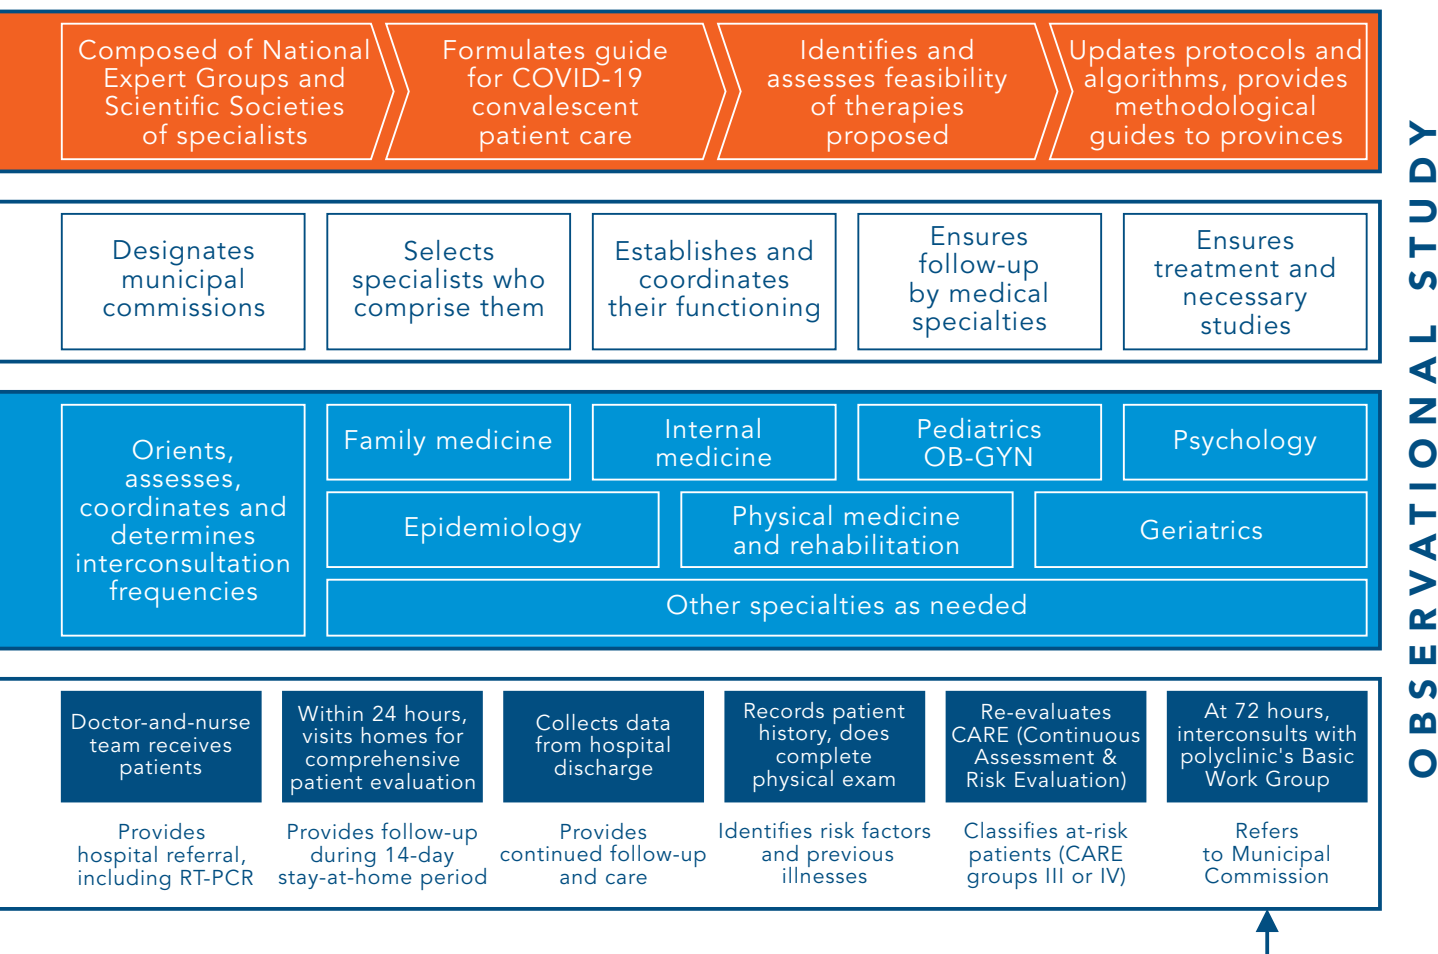 Composed of National
Expert Groups and
Scientific Societies
of specialists
Formulates guide
for COVID-19
convalescent
patient care
Identifies and
assesses feasibility
of therapies
proposed
Updates protocols and
algorithms, provides
methodological
guides to provinces
Designates
municipal
commissions
Selects
specialists who
comprise them
Establishes and
coordinates
their functioning
Ensures
follow-up
by medical
specialties
Ensures
treatment and
necessary
studies
Orients,
assesses,
coordinates and
determines
interconsultation
frequencies
Family medicine
Internal
medicine
Pediatrics
OB-GYN
Psychology
Epidemiology
Physical medicine
and rehabilitation
Geriatrics
Other specialties as needed
Doctor-and-nurse
team receives
patients
Within 24 hours,
visits homes for
comprehensive
patient evaluation
Collects data
from hospital
discharge
Records patient
history, does
complete
physical exam
Re-evaluates
CARE (Continuous
Assessment &
Risk Evaluation)
At 72 hours,
interconsults with
polyclinic's Basic
Work Group
Provides
hospital referral,
including RT-PCR
Provides follow-up
during 14-day
stay-at-home period
Provides
continued follow-up
and care
Identifies risk factors
and previous
illnesses
Classifies at-risk
patients (CARE
groups III or IV)
Refers
to Municipal
Commission
OBSERVATIONAL STUDY